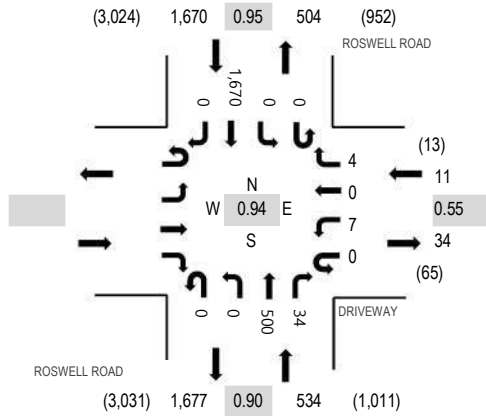 (3,024) 1,670 0.95 504 (952)
ROSWELL ROAD
0 1,670 0 0
4
(13)
11
N
0
W 0.94 E
0.55
7
S
34
0
(65)
0 0 500 34
DRIVEWAY
ROSWELL ROAD
(3,031) 1,677 0.90 534 (1,011)